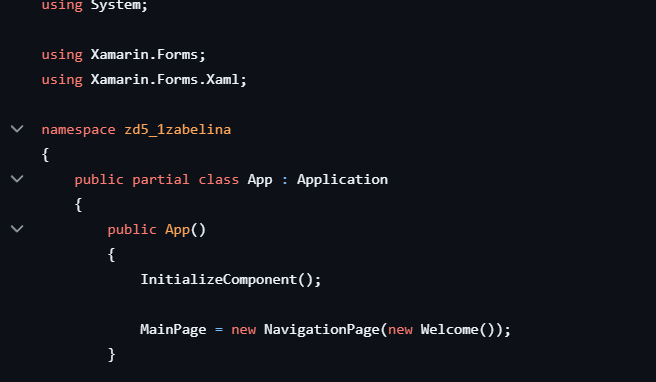 using System;
using Xamarin.Forms;
using Xamarin.Forms.Xaml;
namespace zd5_1zabelina
{
public partial class App : Application
{
public App()
{
InitializeComponent();
MainPage = new NavigationPage(new Welcome());
}